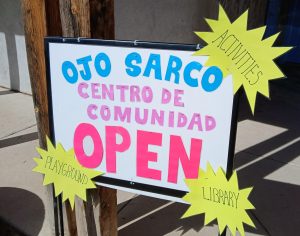 ACTIVITIES
OJO SARCO
CENTRO DE
COMUNIDAD
OPEN
PLAYGROUND
LIBRARY